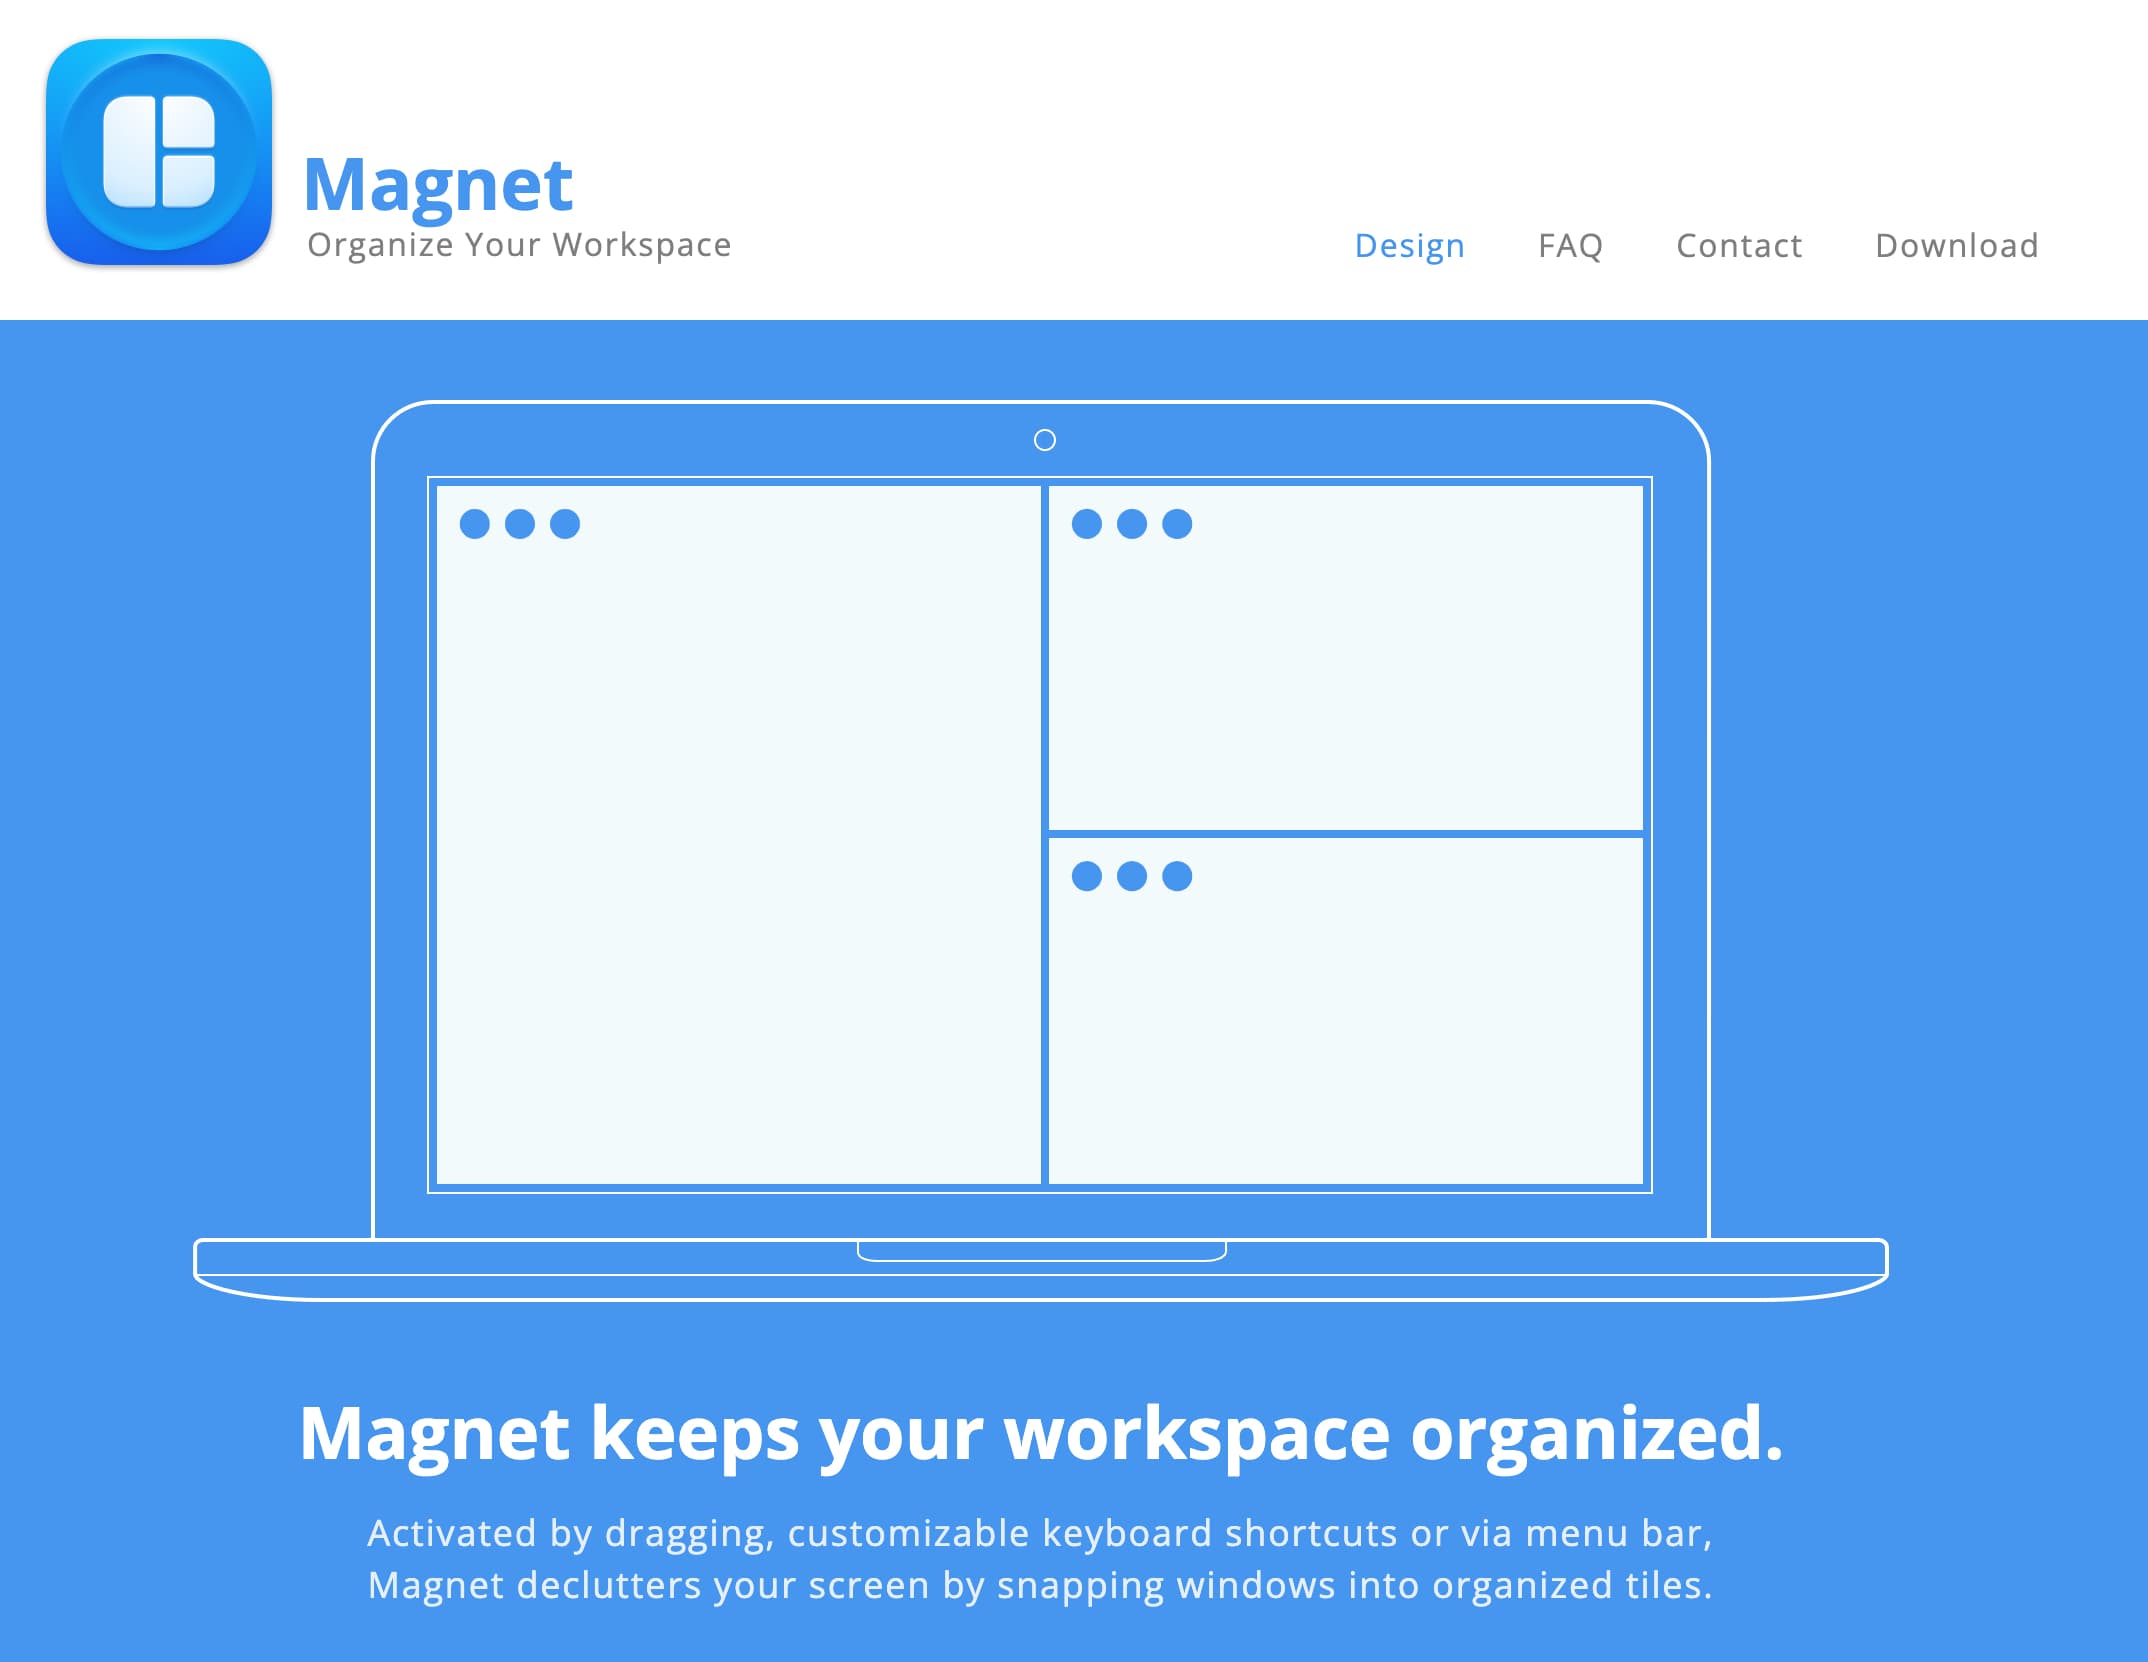 Magnet
Organize Your Workspace
Design FAQ Contact Download
Magnet keeps your workspace organized.
Activated by dragging, customizable keyboard shortcuts or via menu bar,
Magnet declutters your screen by snapping windows into organized tiles.